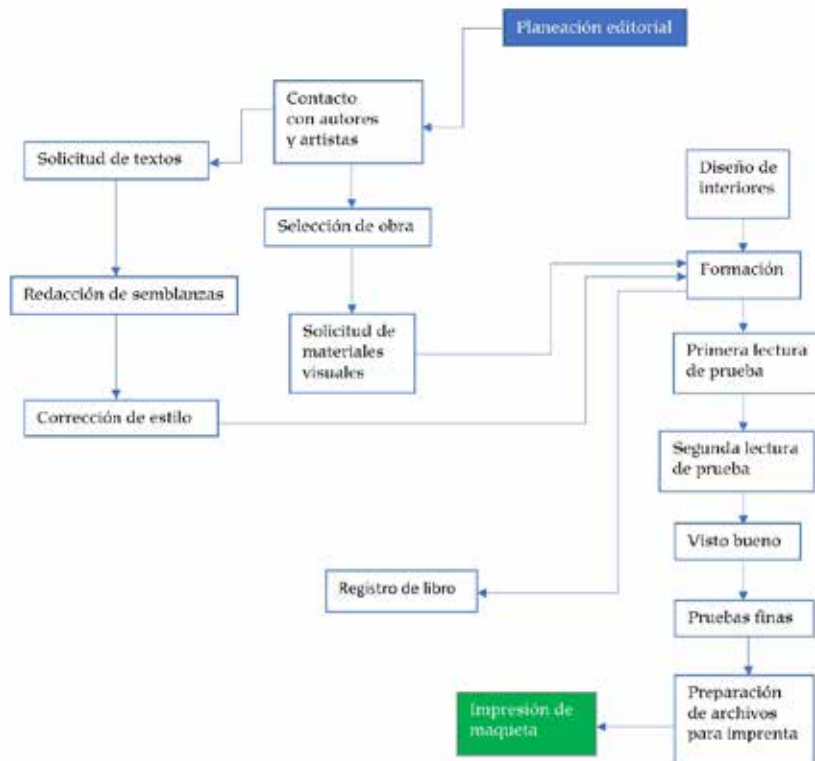 Planeación editorial
Contacto
con autores
y artistas
Solicitud de textos
Diseño de
interiores
Selección de obra
Formación
Redacción de semblanzas
Solicitud de
materiales
visuales
Primera lectura
de prueba
Corrección de estilo
Segunda lectura
de prueba
Visto bueno
Registro de libro
Pruebas finas
Preparación
de archivos
para imprenta
Impresión de
maqueta